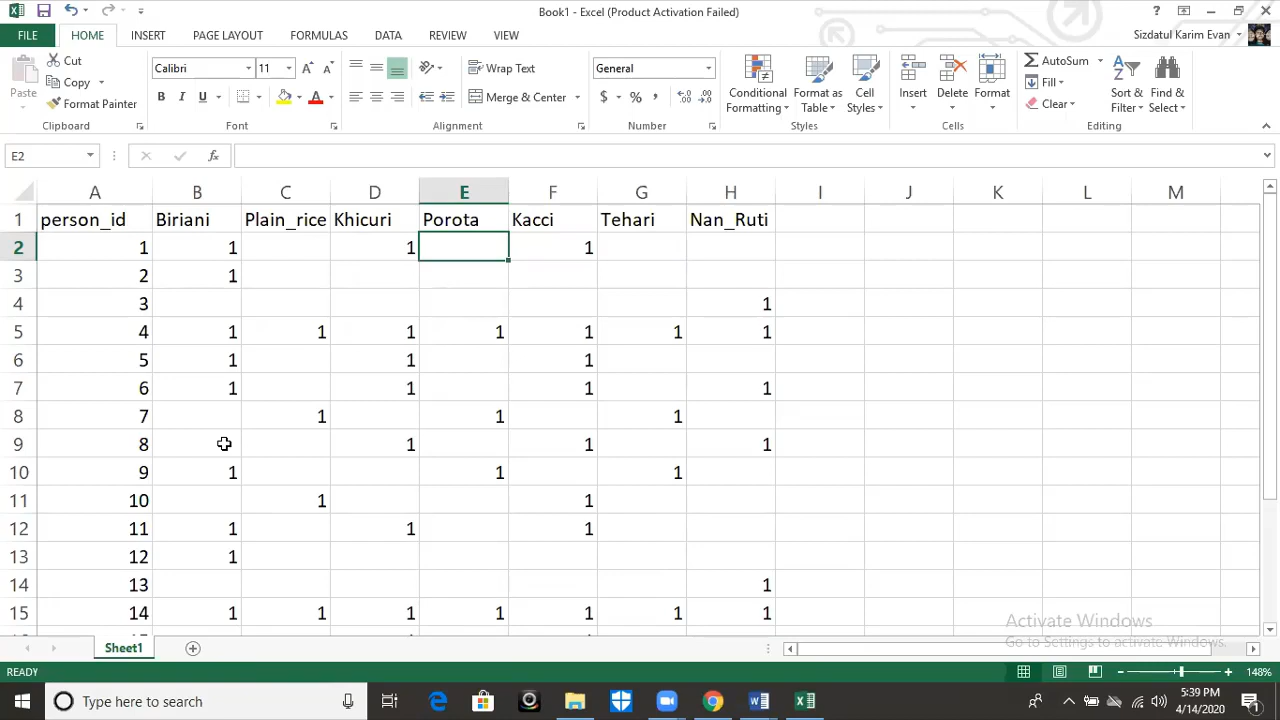 Book1 - Excel (Product Activation Failed)
?
FILE HOME INSERT PAGE LAYOUT FORMULAS DATA REVIEW VIEW Sizdatul Karim Evan
Paste
Cut
Copy
Format Painter
Clipboard
Calibri 11
B I U A
Font
Wrap Text
Merge & Center
Alignment
General
$ % ,
Number
Conditional Formatting
Format as Table
Cell Styles
Styles
Insert Delete Format
Cells
AutoSum
Fill
Clear
Sort & Filter
Find & Select
Editing
E2 fx
A B C D E F G H I J K L M
1 person_id Biriani Plain_rice Khicuri Porota Kacci Tehari Nan_Ruti
2 1 1 1 1
3 2 1
4 3 1
5 4 1 1 1 1 1 1 1
6 5 1 1 1
7 6 1 1 1 1
8 7 1 1 1
9 8 1 1 1
10 9 1 1 1
11 10 1 1
12 11 1 1 1
13 12 1
14 13 1
15 14 1 1 1 1 1 1 1
Activate Windows
Go to Settings to activate Windows.
Sheet1
READY 148%
Type here to search
5:39 PM
4/14/2020